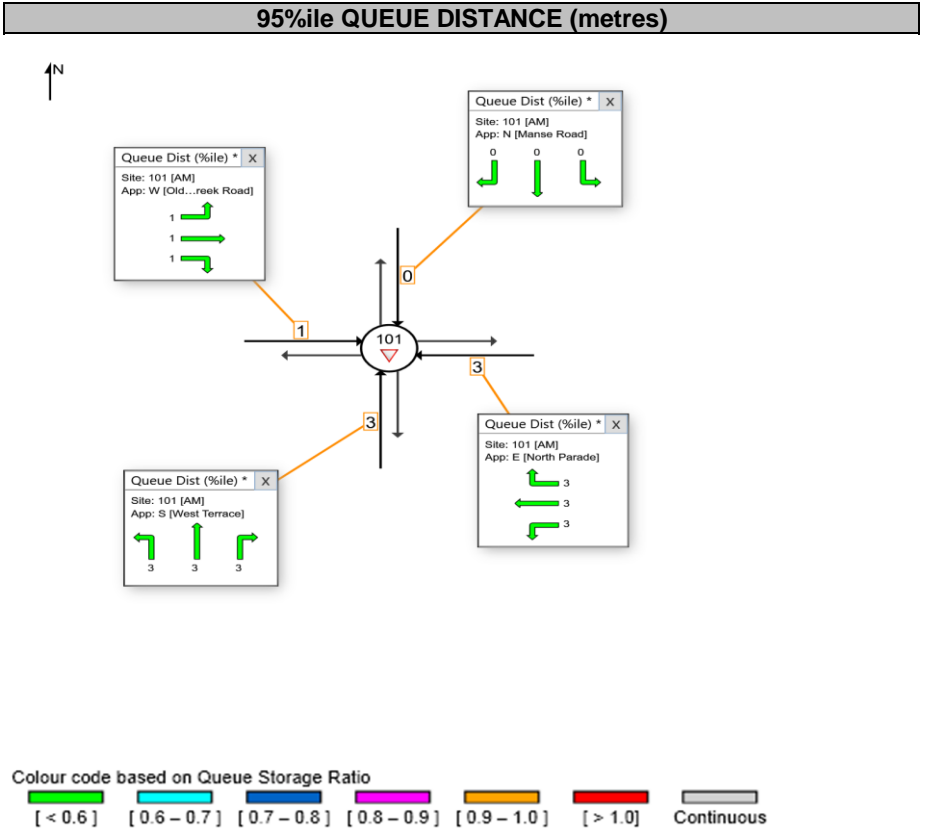 95%ile QUEUE DISTANCE (metres)
N
Queue Dist (%ile) * X
Site: 101 [AM]
App: N [Manse Road]
0 0 0
Queue Dist (%ile) * X
Site: 101 [AM]
App: W [Old...reek Road]
1
1
1
0
1
101
3
3
Queue Dist (%ile) * X
Site: 101 [AM]
App: E [North Parade]
3
3
3
Queue Dist (%ile) * X
Site: 101 [AM]
App: S [West Terrace]
3 3 3
Colour code based on Queue Storage Ratio
[ < 0.6 ] [ 0.6 – 0.7 ] [ 0.7 – 0.8 ] [ 0.8 – 0.9 ] [ 0.9 – 1.0 ] [ > 1.0] Continuous